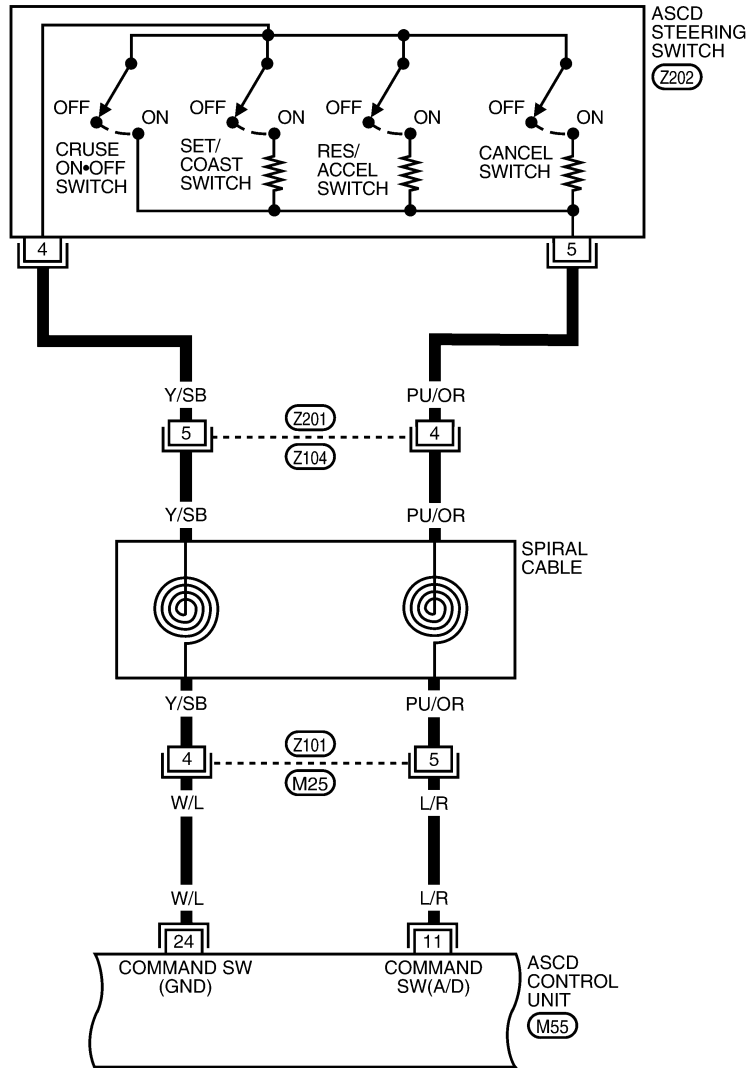 ASCD
STEERING
SWITCH
Z202
OFF
ON
OFF
ON
OFF
ON
OFF
ON
CRUSE
ON•OFF
SWITCH
SET/
COAST
SWITCH
RES/
ACCEL
SWITCH
CANCEL
SWITCH
4
5
Y/SB
PU/OR
5
Z201
4
Z104
Y/SB
PU/OR
SPIRAL
CABLE
Y/SB
PU/OR
4
Z101
5
M25
W/L
L/R
W/L
L/R
24
11
COMMAND SW
(GND)
COMMAND
SW(A/D)
ASCD
CONTROL
UNIT
M55